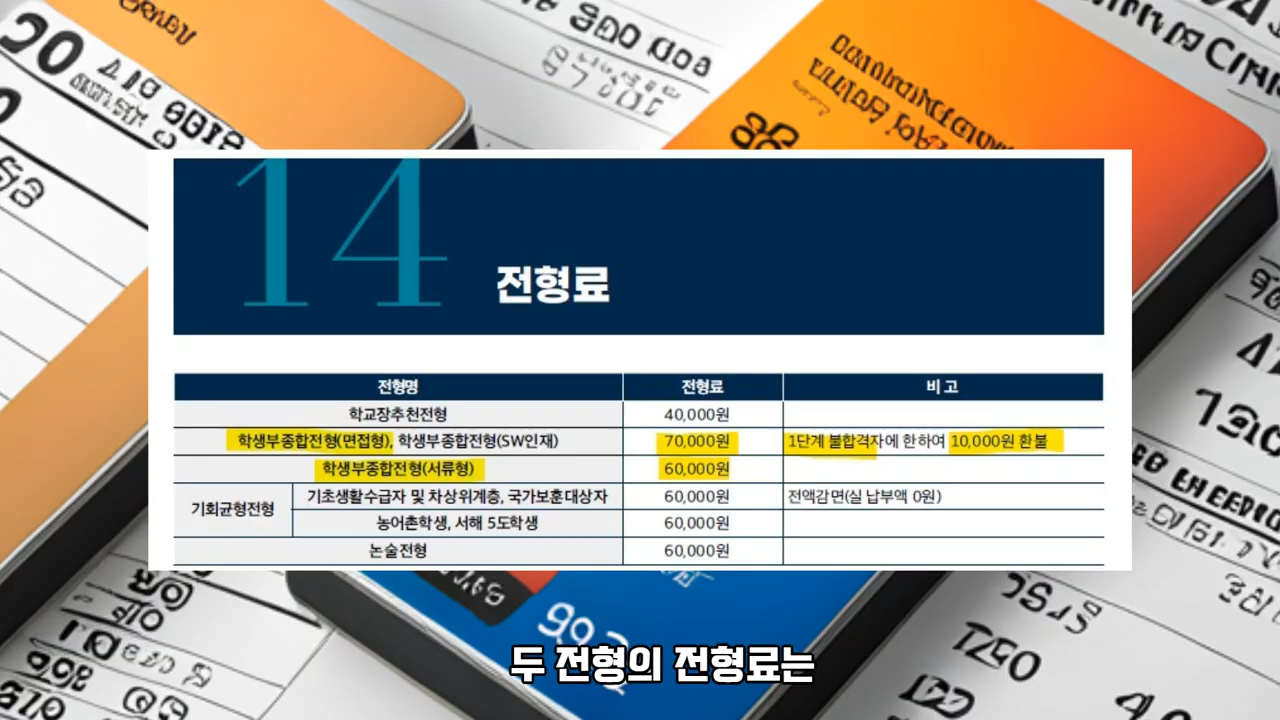 14
전형료
전형명 전형료 비 고
학교장추천전형 40,000원
학생부종합전형(면접형), 학생부종합전형(SW인재) 70,000원 1단계 불합격자에 한하여 10,000원 환불
학생부종합전형(서류형) 60,000원
기회균형전형 기초생활수급자 및 차상위계층, 국가보훈대상자 60,000원 전액감면(실 납부액 0원)
농어촌학생, 서해 5도학생 60,000원
논술전형 60,000원
두 전형의 전형료는